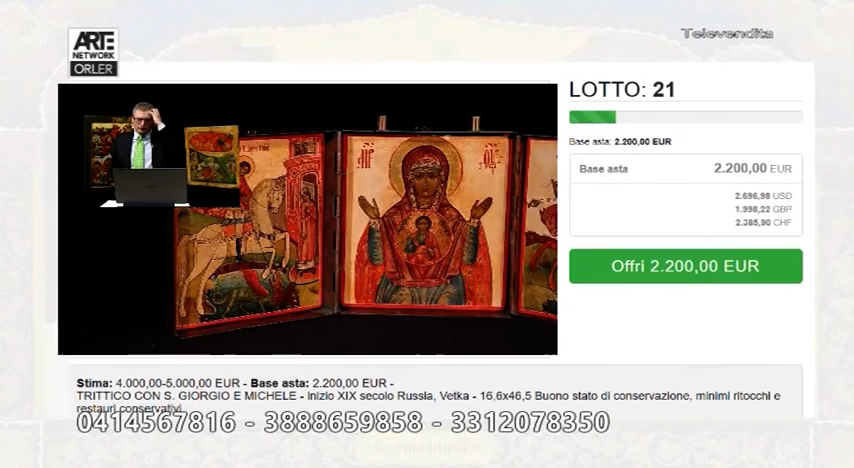 ARTE
NETWORK
ORLER
Televendita
LOTTO: 21
Base asta: 2.200,00 EUR
Base asta 2.200,00 EUR
2.696,98 USD
1.998,22 GBP
2.385,90 CHF
Offri 2.200,00 EUR
Stima: 4.000,00-5.000,00 EUR - Base asta: 2.200,00 EUR -
TRITTICO CON S. GIORGIO E MICHELE - inizio XIX secolo Russia, Vetka - 16,6x46,5 Buono stato di conservazione, minimi ritocchi e
restauri conservativi
0414567816 - 3888659858 - 3312078350